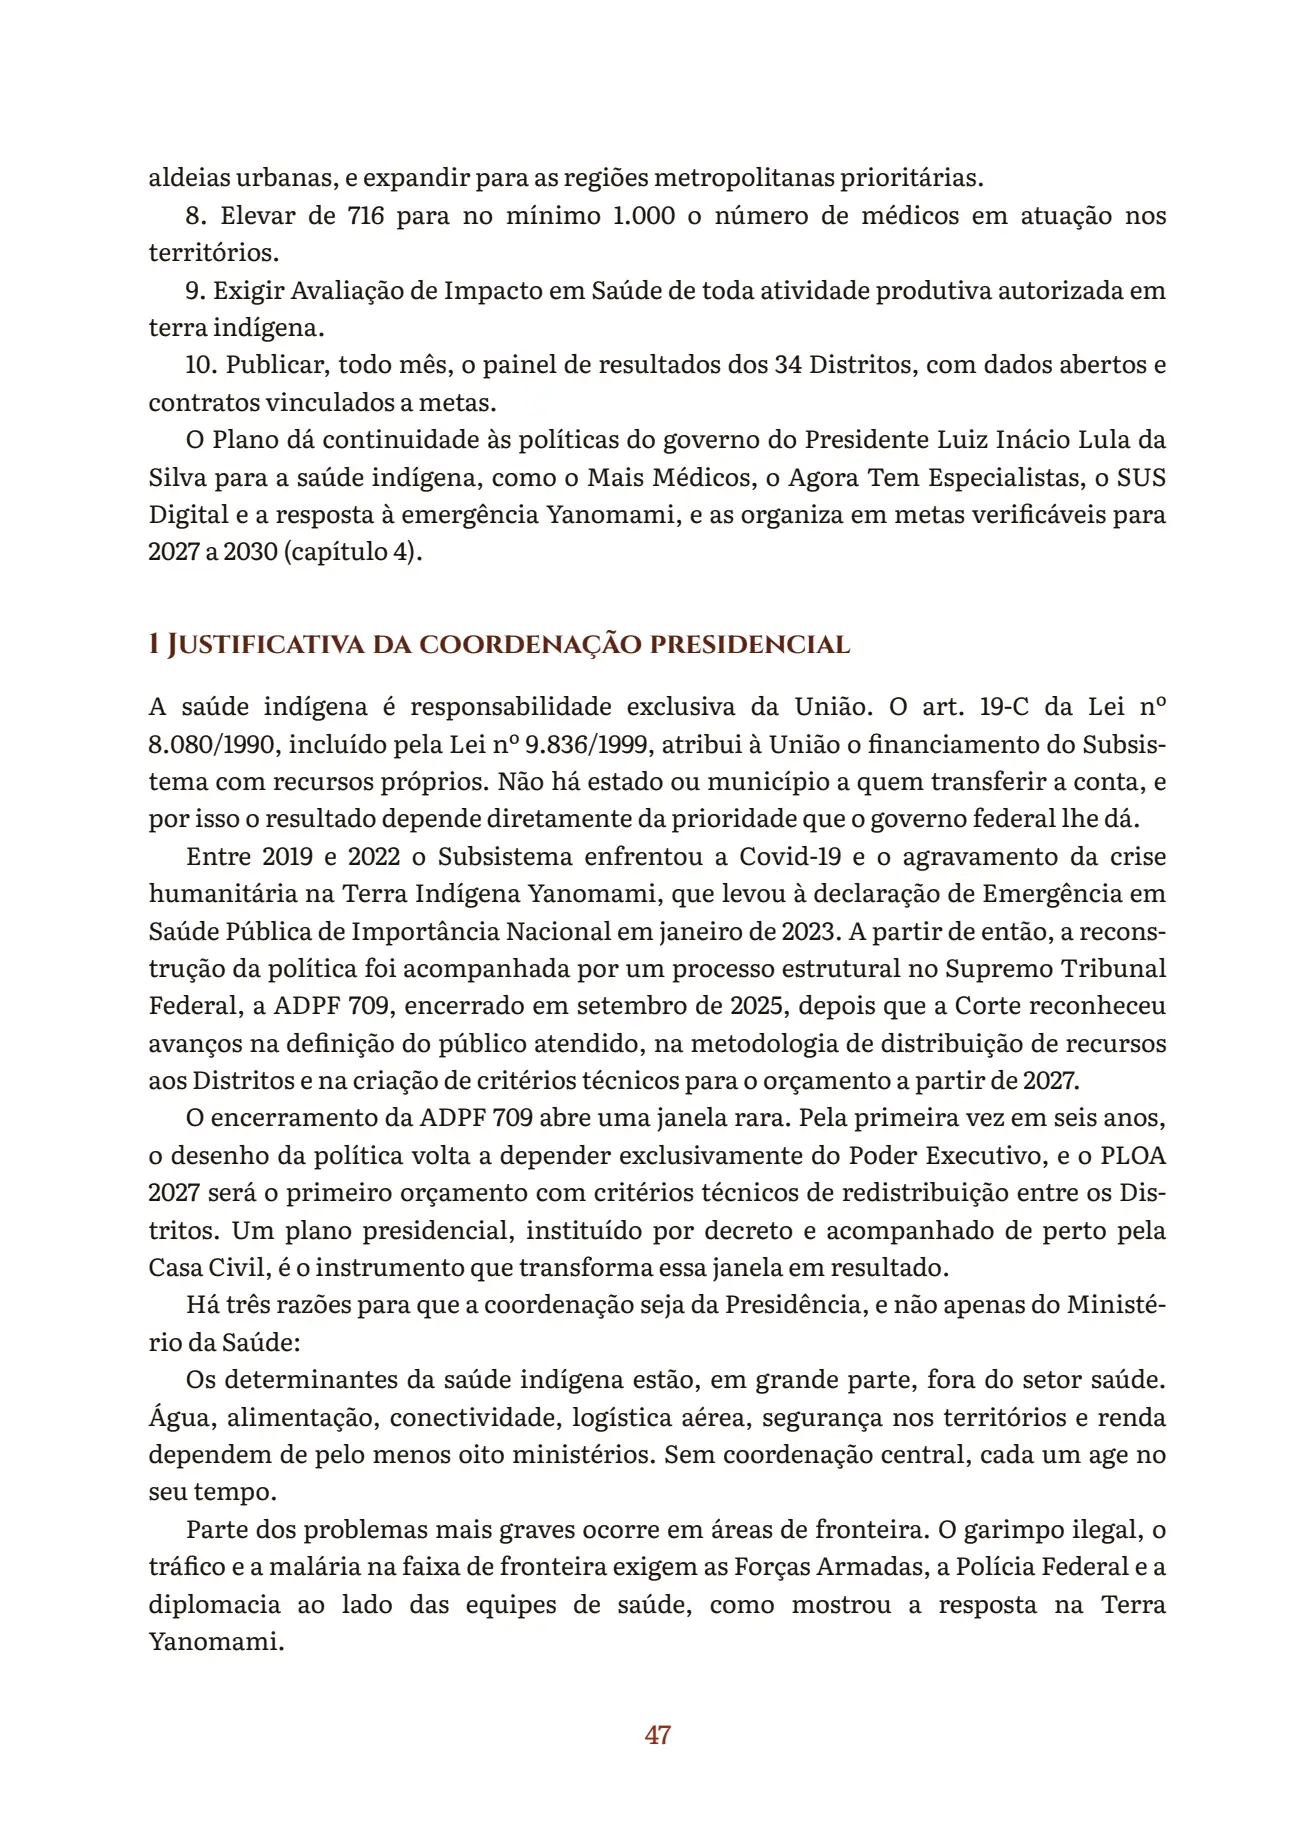 aldeias urbanas, e expandir para as regiões metropolitanas prioritárias.
8. Elevar de 716 para no mínimo 1.000 o número de médicos em atuação nos
territórios.
9. Exigir Avaliação de Impacto em Saúde de toda atividade produtiva autorizada em
terra indígena.
10. Publicar, todo mês, o painel de resultados dos 34 Distritos, com dados abertos e
contratos vinculados a metas.
O Plano dá continuidade às políticas do governo do Presidente Luiz Inácio Lula da
Silva para a saúde indígena, como o Mais Médicos, o Agora Tem Especialistas, o SUS
Digital e a resposta à emergência Yanomami, e as organiza em metas verificáveis para
2027 a 2030 (capítulo 4).
1 Justificativa da coordenação presidencial
A saúde indígena é responsabilidade exclusiva da União. O art. 19-C da Lei nº
8.080/1990, incluído pela Lei nº 9.836/1999, atribui à União o financiamento do Subsis-
tema com recursos próprios. Não há estado ou município a quem transferir a conta, e
por isso o resultado depende diretamente da prioridade que o governo federal lhe dá.
Entre 2019 e 2022 o Subsistema enfrentou a Covid-19 e o agravamento da crise
humanitária na Terra Indígena Yanomami, que levou à declaração de Emergência em
Saúde Pública de Importância Nacional em janeiro de 2023. A partir de então, a recons-
trução da política foi acompanhada por um processo estrutural no Supremo Tribunal
Federal, a ADPF 709, encerrado em setembro de 2025, depois que a Corte reconheceu
avanços na definição do público atendido, na metodologia de distribuição de recursos
aos Distritos e na criação de critérios técnicos para o orçamento a partir de 2027.
O encerramento da ADPF 709 abre uma janela rara. Pela primeira vez em seis anos,
o desenho da política volta a depender exclusivamente do Poder Executivo, e o PLOA
2027 será o primeiro orçamento com critérios técnicos de redistribuição entre os Dis-
tritos. Um plano presidencial, instituído por decreto e acompanhado de perto pela
Casa Civil, é o instrumento que transforma essa janela em resultado.
Há três razões para que a coordenação seja da Presidência, e não apenas do Ministé-
rio da Saúde:
Os determinantes da saúde indígena estão, em grande parte, fora do setor saúde.
Água, alimentação, conectividade, logística aérea, segurança nos territórios e renda
dependem de pelo menos oito ministérios. Sem coordenação central, cada um age no
seu tempo.
Parte dos problemas mais graves ocorre em áreas de fronteira. O garimpo ilegal, o
tráfico e a malária na faixa de fronteira exigem as Forças Armadas, a Polícia Federal e a
diplomacia ao lado das equipes de saúde, como mostrou a resposta na Terra
Yanomami.
47